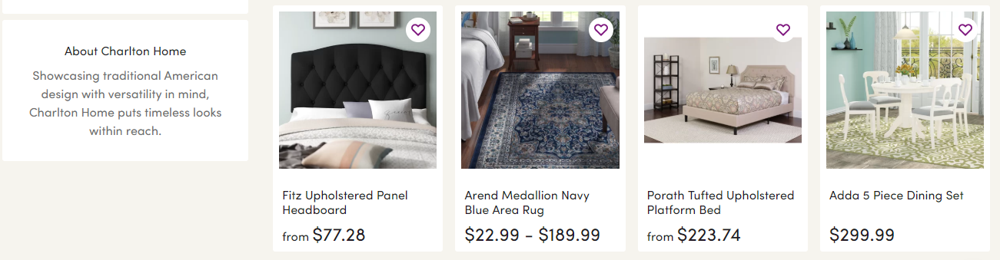 About Charlton Home
Showcasing traditional American
design with versatility in mind,
Charlton Home puts timeless looks
within reach.
Fitz Upholstered Panel
Headboard
from $77.28
Arend Medallion Navy
Blue Area Rug
$22.99 - $189.99
Porath Tufted Upholstered
Platform Bed
from $223.74
Adda 5 Piece Dining Set
$299.99